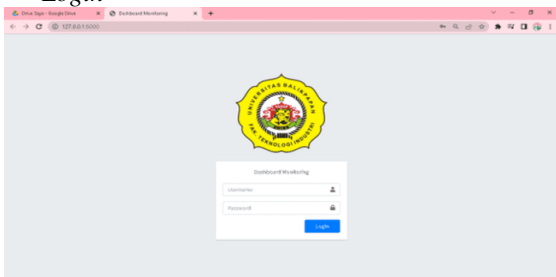 Login
Drive Saya - Google Drive
Dashboard Monitoring
127.0.0.1:8000
UNIVERSITAS BALIKPAPAN
FAK. TEKNOLOGI INDUSTRI
Dashboard Monitoring
Username
Password
Login